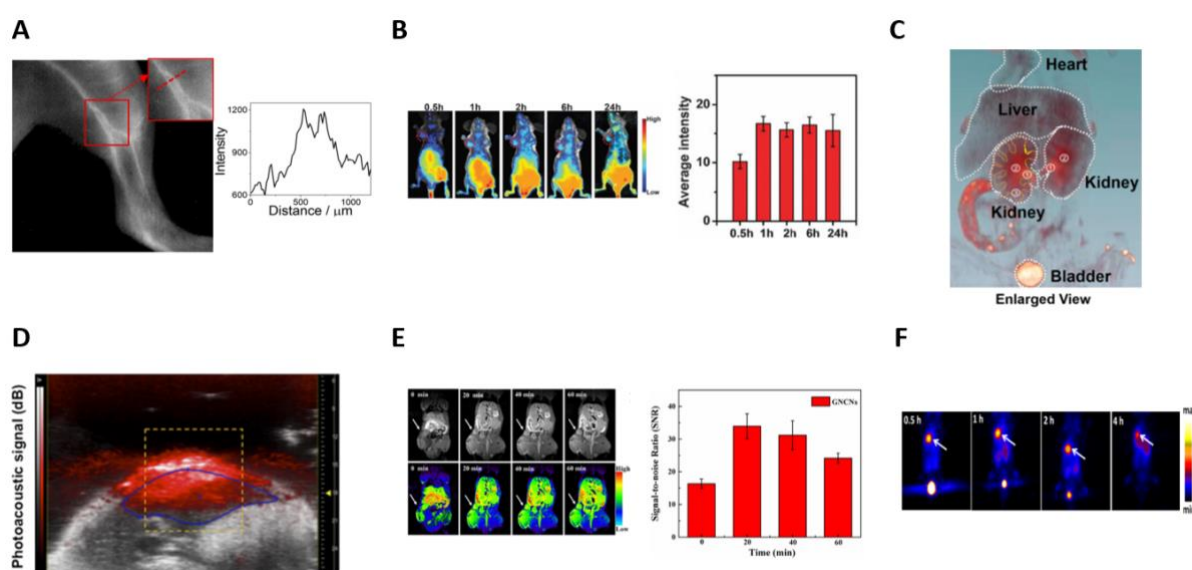 A
1200
900
600
Intensity
0 500 1000
Distance / μm
B
0.5h 1h 2h 6h 24h
High
Low
Average intensity
20
10
0
0.5h 1h 2h 6h 24h
C
Heart
Liver
Kidney
Kidney
Bladder
Enlarged View
D
Photoacoustic signal (dB)
E
0 min 20 min 40 min 60 min
0 min 20 min 40 min 60 min
High
Low
Signal-to-noise Ratio (SNR)
GNCNs
40
30
20
10
0
0 20 40 60
Time (min)
F
0.5 h 1 h 2 h 4 h